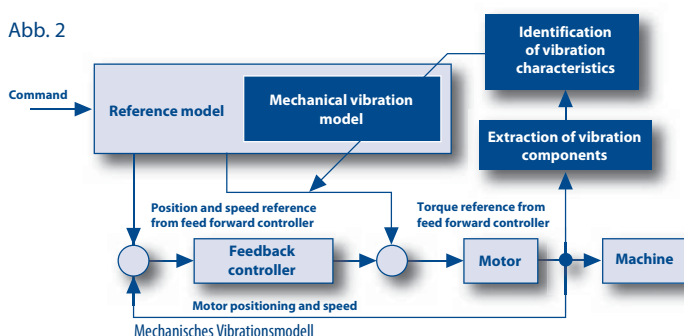 Abb. 2
Identification
of vibration
characteristics
Command
Reference model
Mechanical vibration
model
Extraction of vibration
components
Position and speed reference
from feed forward controller
Torque reference from
feed forward controller
Feedback
controller
Motor
Machine
Motor positioning and speed
Mechanisches Vibrationsmodell